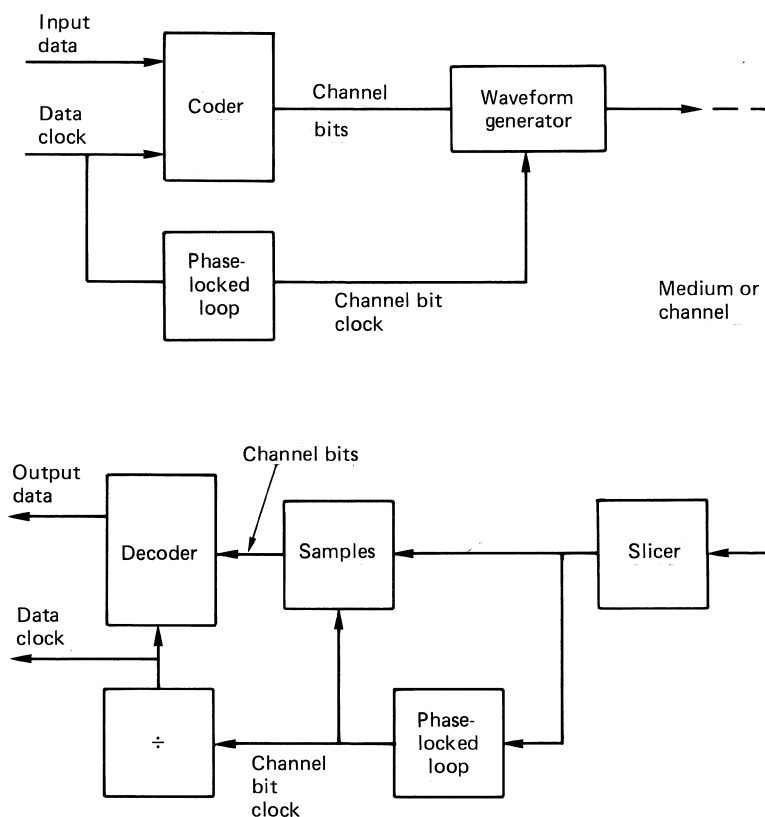 Input
data
Data
clock
Coder
Channel
bits
Waveform
generator
Phase-
locked
loop
Channel bit
clock
Medium or
channel
Channel bits
Output
data
Decoder
Samples
Slicer
Data
clock
÷
Channel
bit
clock
Phase-
locked
loop